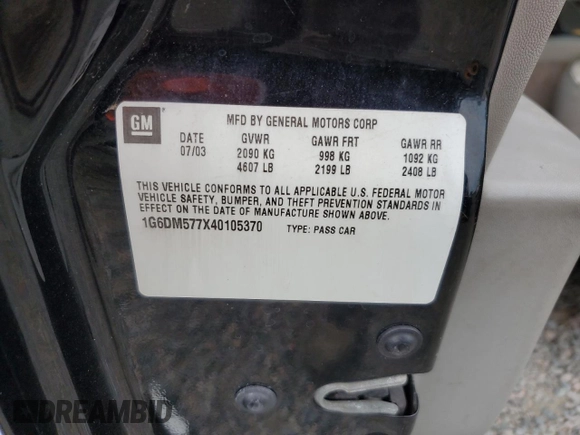 GM
MFD BY GENERAL MOTORS CORP
DATE GVWR GAWR FRT GAWR RR
07/03 2090 KG 998 KG 1092 KG
4607 LB 2199 LB 2408 LB
THIS VEHICLE CONFORMS TO ALL APPLICABLE U.S. FEDERAL MOTOR
VEHICLE SAFETY, BUMPER, AND THEFT PREVENTION STANDARDS IN
EFFECT ON THE DATE OF MANUFACTURE SHOWN ABOVE.
1G6DM577X40105370 TYPE: PASS CAR
DREAMBID